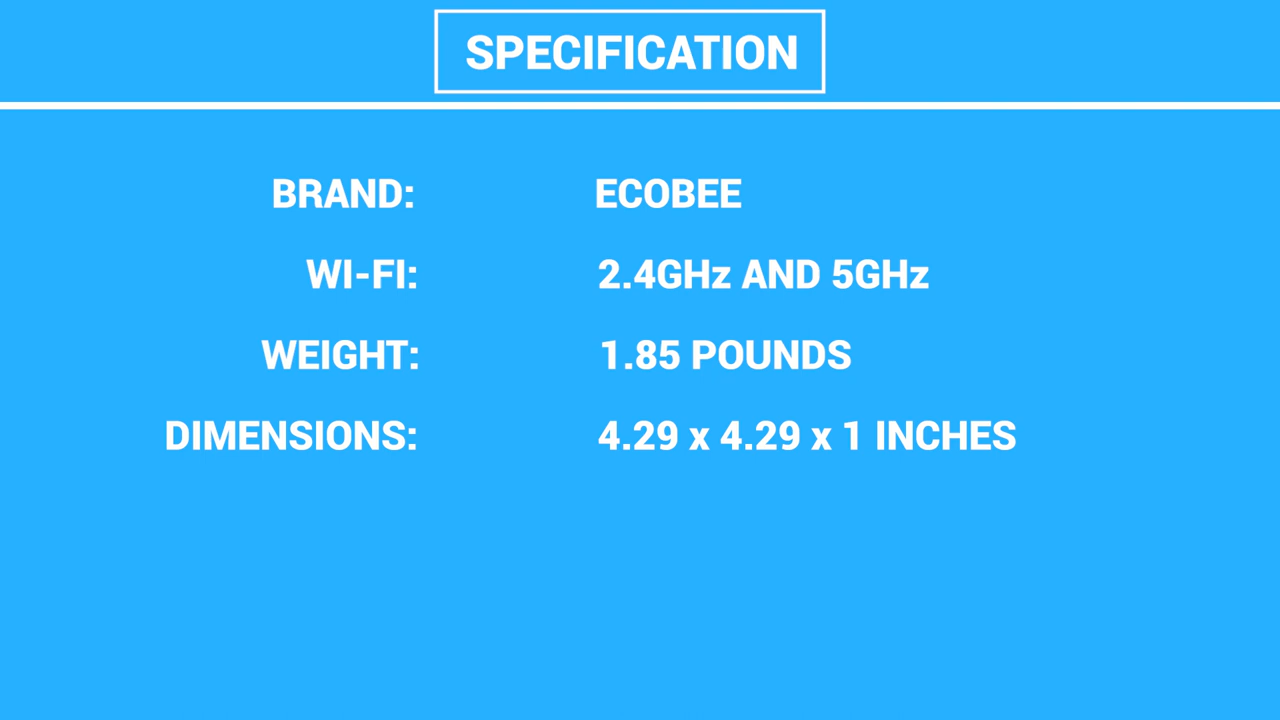 SPECIFICATION
BRAND: ECOBEE
WI-FI: 2.4GHz AND 5GHz
WEIGHT: 1.85 POUNDS
DIMENSIONS: 4.29 x 4.29 x 1 INCHES